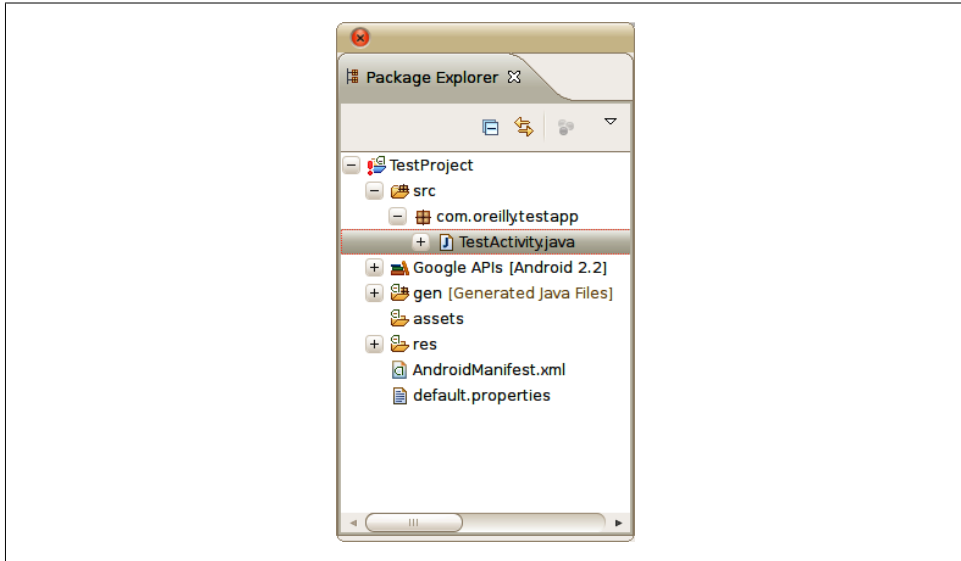 Package Explorer
TestProject
src
com.oreilly.testapp
TestActivity.java
Google APIs [Android 2.2]
gen [Generated Java Files]
assets
res
AndroidManifest.xml
default.properties